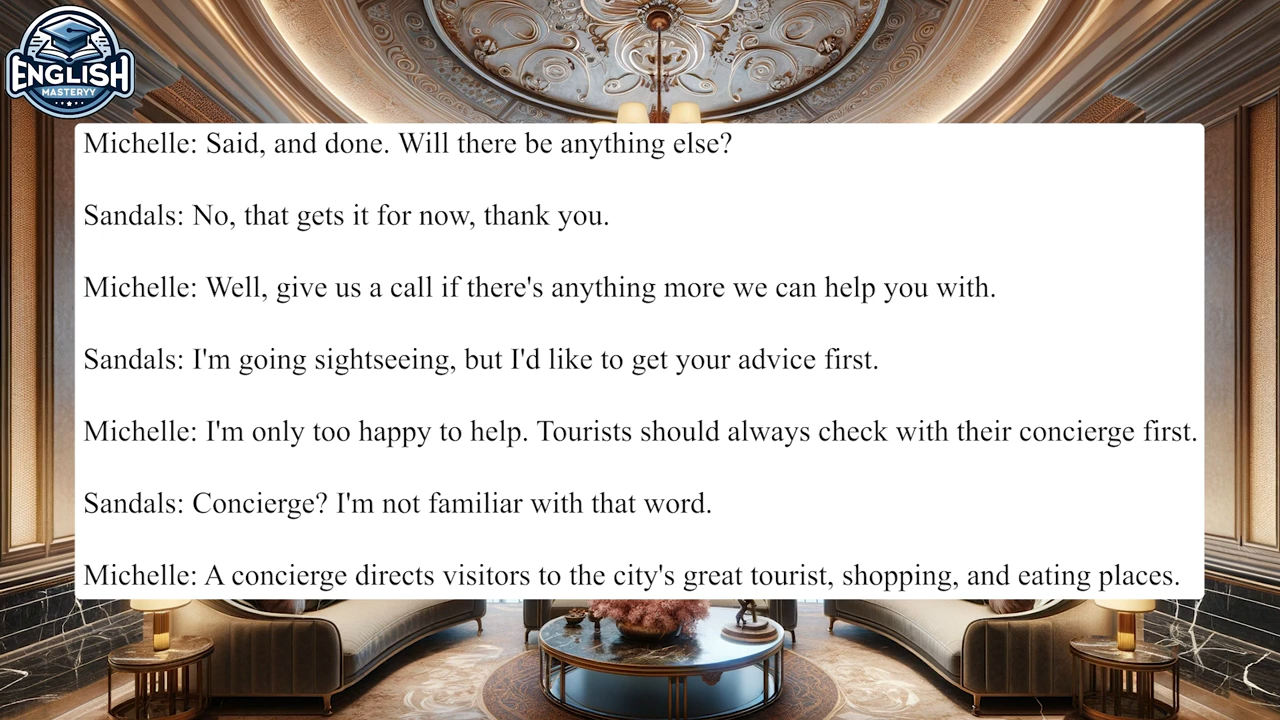 ENGLISH
MASTERYY
Michelle: Said, and done. Will there be anything else?
Sandals: No, that gets it for now, thank you.
Michelle: Well, give us a call if there's anything more we can help you with.
Sandals: I'm going sightseeing, but I'd like to get your advice first.
Michelle: I'm only too happy to help. Tourists should always check with their concierge first.
Sandals: Concierge? I'm not familiar with that word.
Michelle: A concierge directs visitors to the city's great tourist, shopping, and eating places.